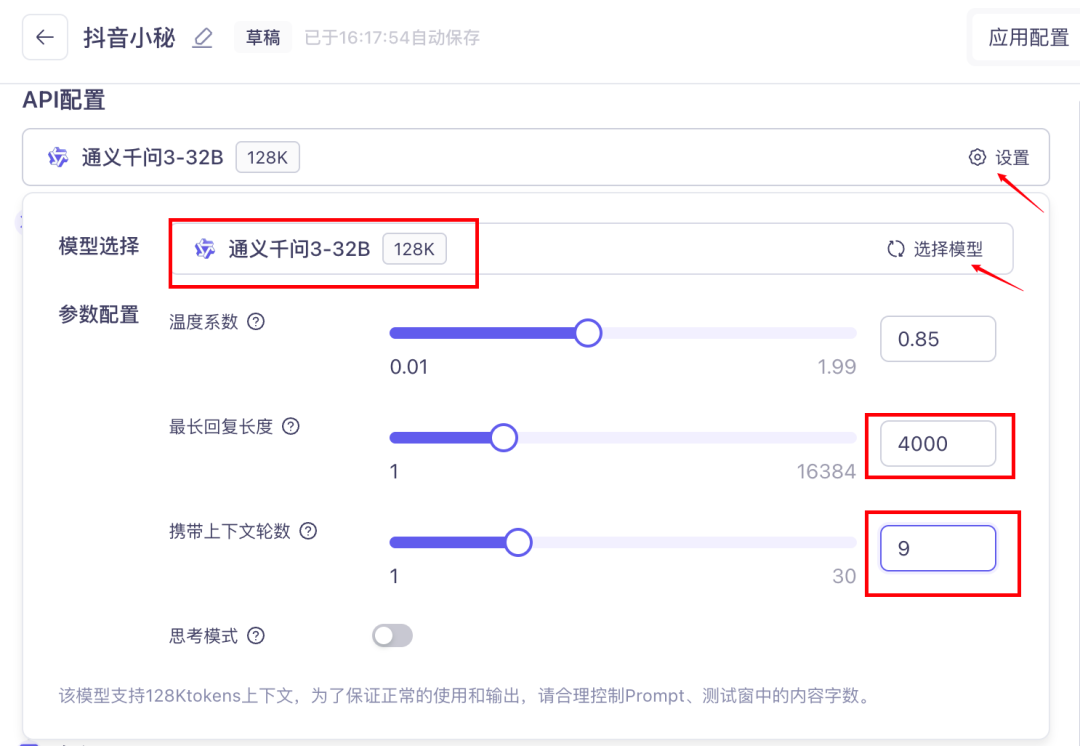 抖音小秘 草稿 已于16:17:54自动保存 应用配置
API配置
通义千问3-32B 128K 设置
模型选择 通义千问3-32B 128K 选择模型
参数配置 温度系数 0.85
0.01 1.99
最长回复长度 4000
1 16384
携带上下文轮数 9
1 30
思考模式
该模型支持128Ktokens上下文，为了保证正常的使用和输出，请合理控制Prompt、测试窗中的内容字数。